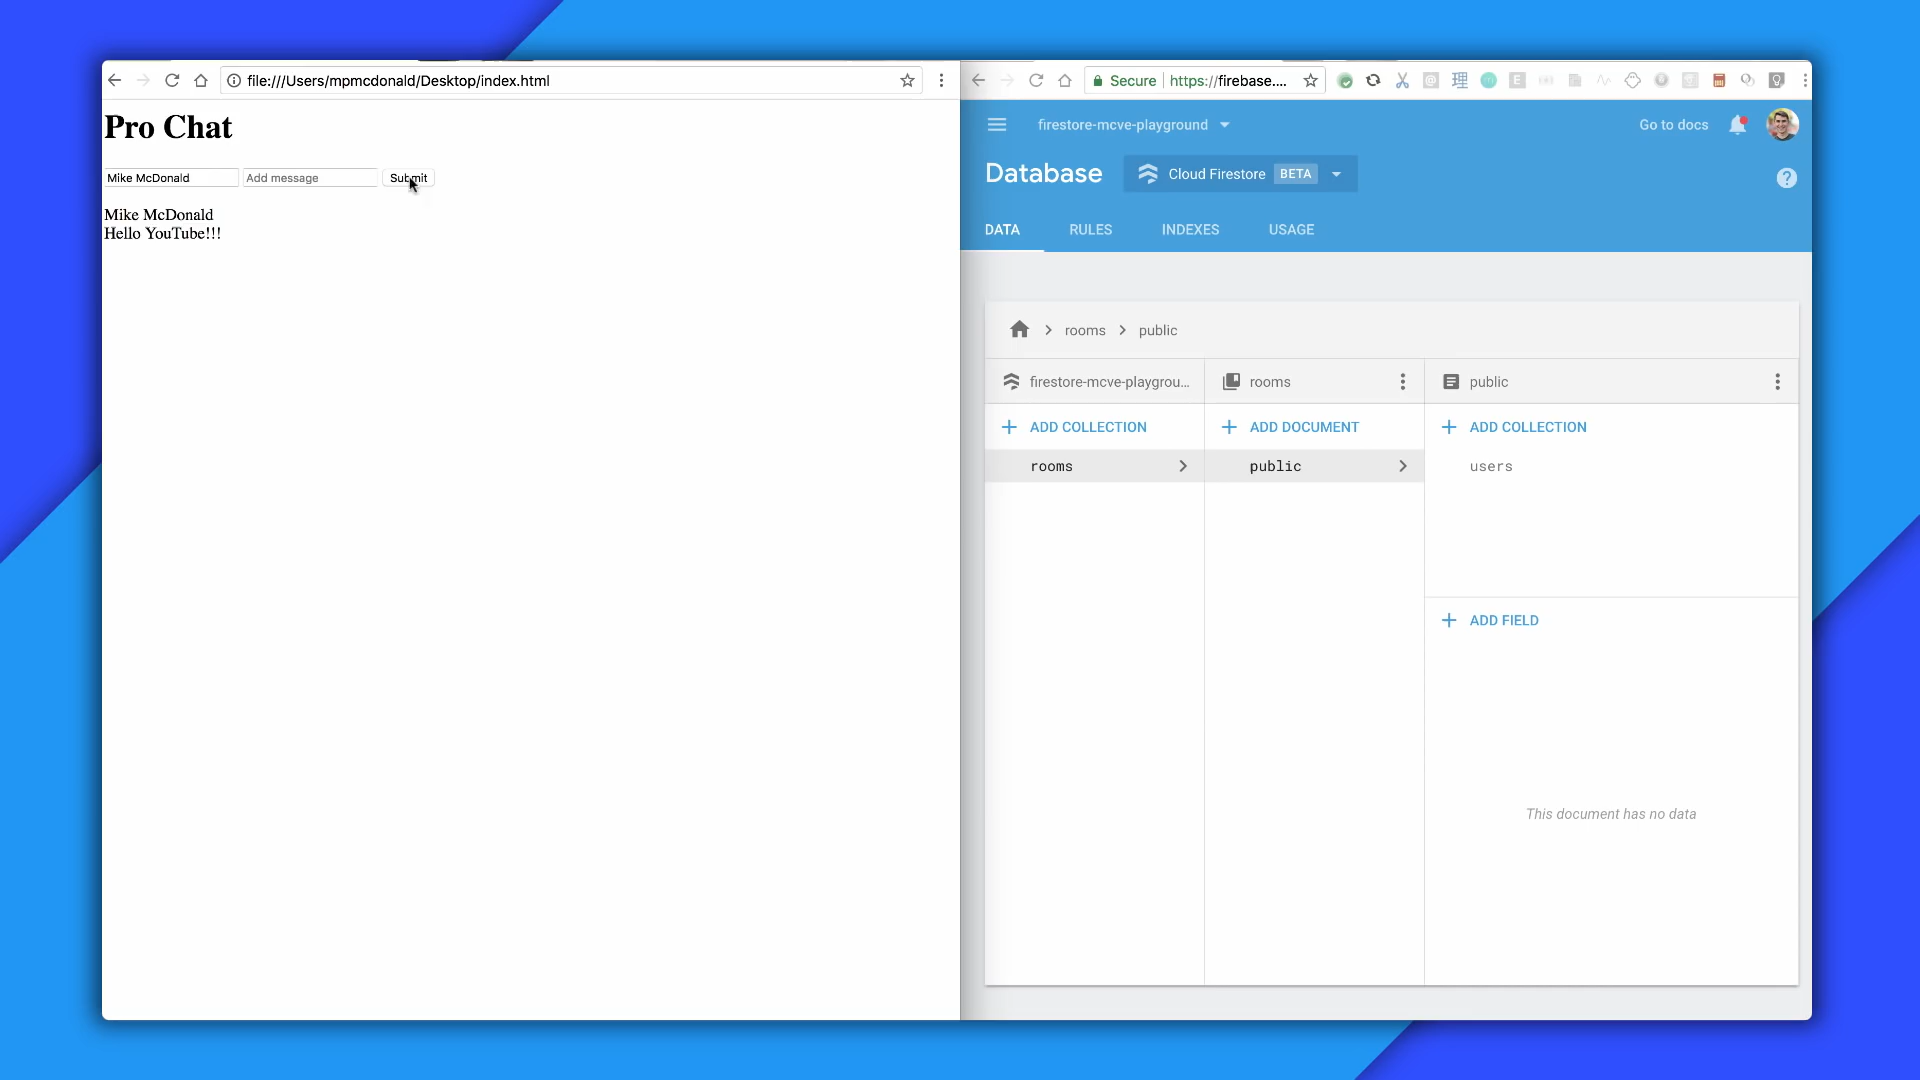 file:///Users/mpmcdonald/Desktop/index.html
Pro Chat
Mike McDonald
Add message
Submit
Mike McDonald
Hello YouTube!!!
Secure
https://firebase....
firestore-mcve-playground
Go to docs
Database
Cloud Firestore BETA
DATA
RULES
INDEXES
USAGE
rooms
public
firestore-mcve-playgrou...
rooms
public
ADD COLLECTION
ADD DOCUMENT
ADD COLLECTION
rooms
public
users
ADD FIELD
This document has no data